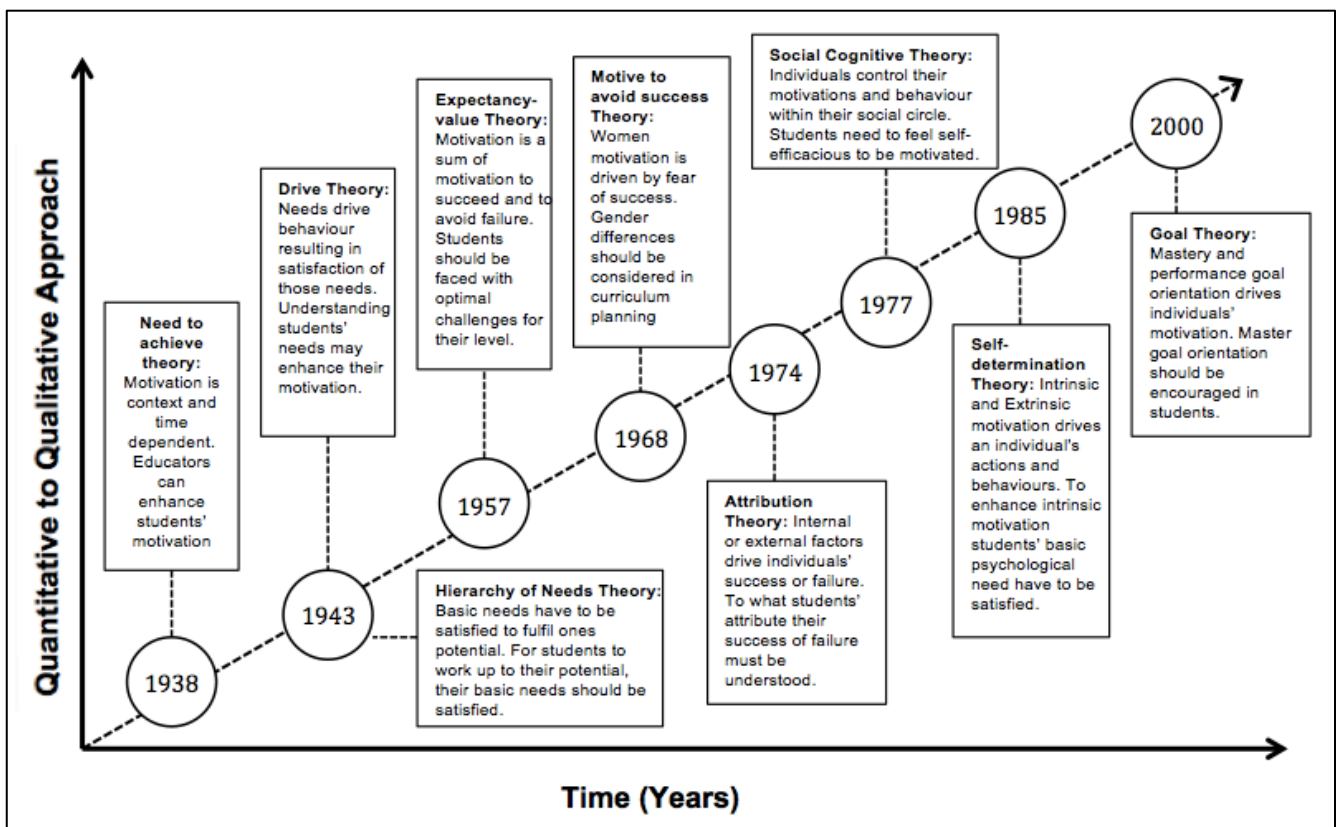 Quantitative to Qualitative Approach
Need to
achieve
theory:
Motivation is
context and
time
dependent.
Educators
can
enhance
students'
motivation
1938
Drive Theory:
Needs drive
behaviour
resulting in
satisfaction of
those needs.
Understanding
students'
needs may
enhance their
motivation.
1943
Hierarchy of Needs Theory:
Basic needs have to be
satisfied to fulfil ones
potential. For students to
work up to their potential,
their basic needs should be
satisfied.
Expectancy-
value Theory:
Motivation is a
sum of
motivation to
succeed and to
avoid failure.
Students
should be
faced with
optimal
challenges for
their level.
1957
Motive to
avoid success
Theory:
Women
motivation is
driven by fear
of success.
Gender
differences
should be
considered in
curriculum
planning
1968
1974
Attribution
Theory: Internal
or external factors
drive individuals'
success or failure.
To what students'
attribute their
success of failure
must be
understood.
Social Cognitive Theory:
Individuals control their
motivations and behaviour
within their social circle.
Students need to feel self-
efficacious to be motivated.
1977
1985
Self-
determination
Theory: Intrinsic
and Extrinsic
motivation drives
an individual's
actions and
behaviours. To
enhance intrinsic
motivation
students' basic
psychological
need have to be
satisfied.
2000
Goal Theory:
Mastery and
performance goal
orientation drives
individuals'
motivation. Master
goal orientation
should be
encouraged in
students.
Time (Years)